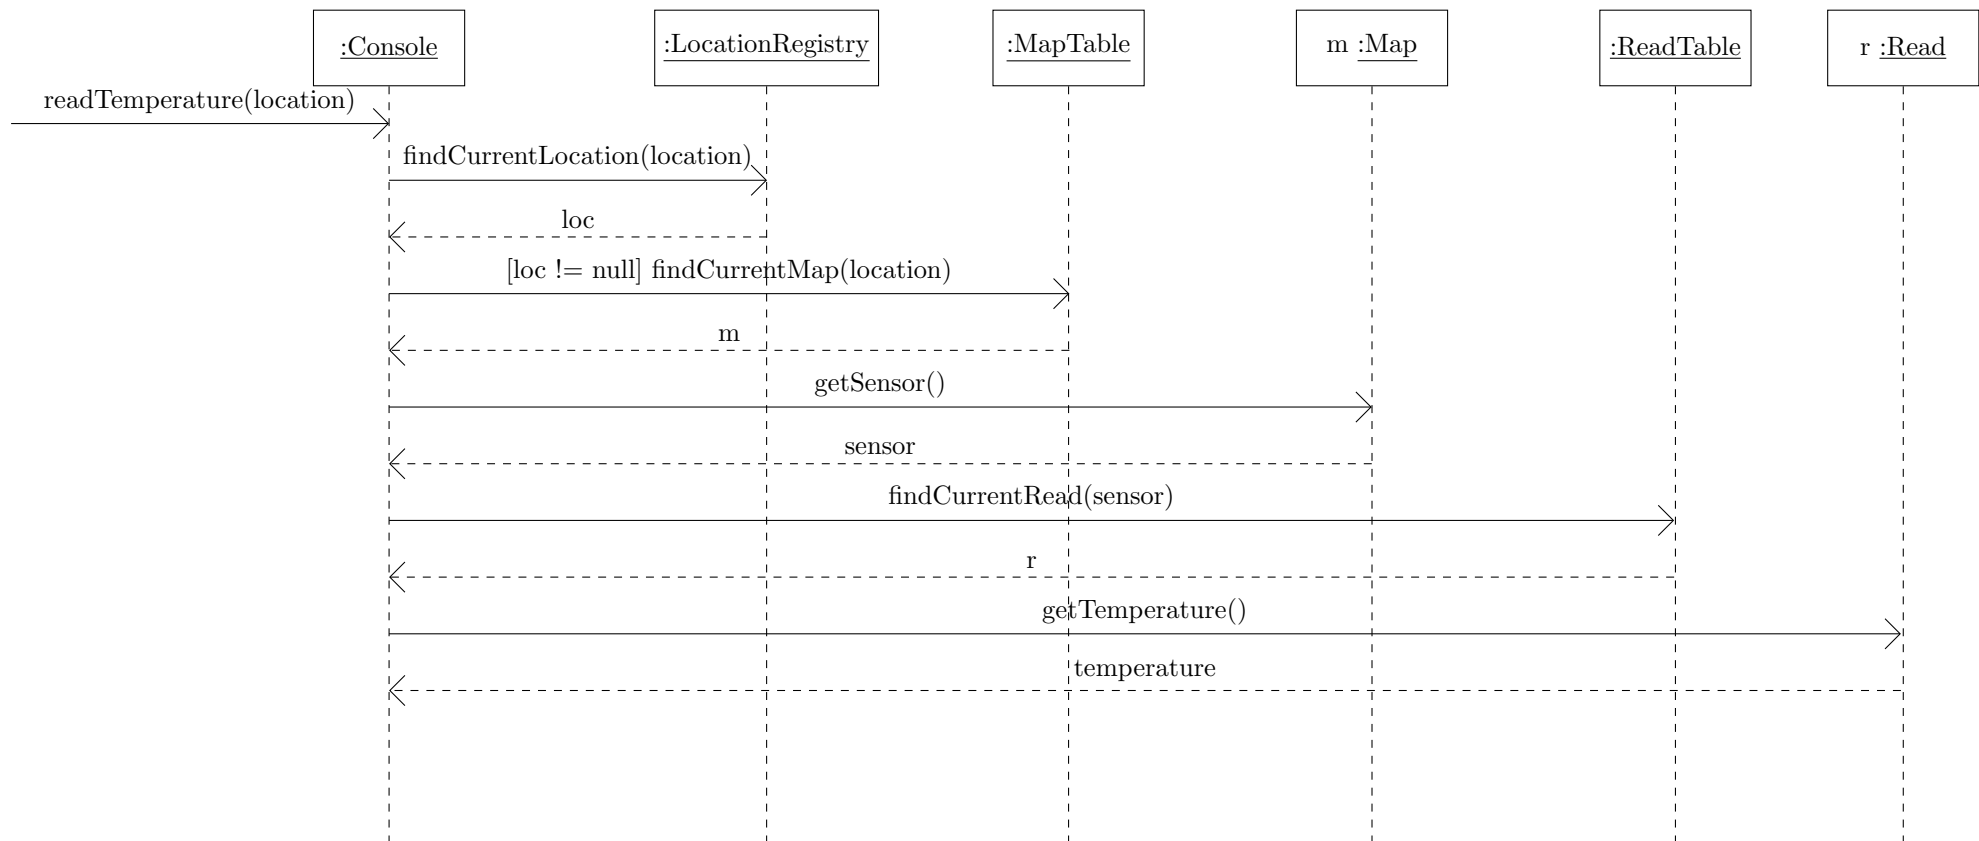 :Console
:LocationRegistry
:MapTable
m :Map
:ReadTable
r :Read
readTemperature(location)
findCurrentLocation(location)
loc
[loc != null] findCurrentMap(location)
m
getSensor()
sensor
findCurrentRead(sensor)
r
getTemperature()
temperature